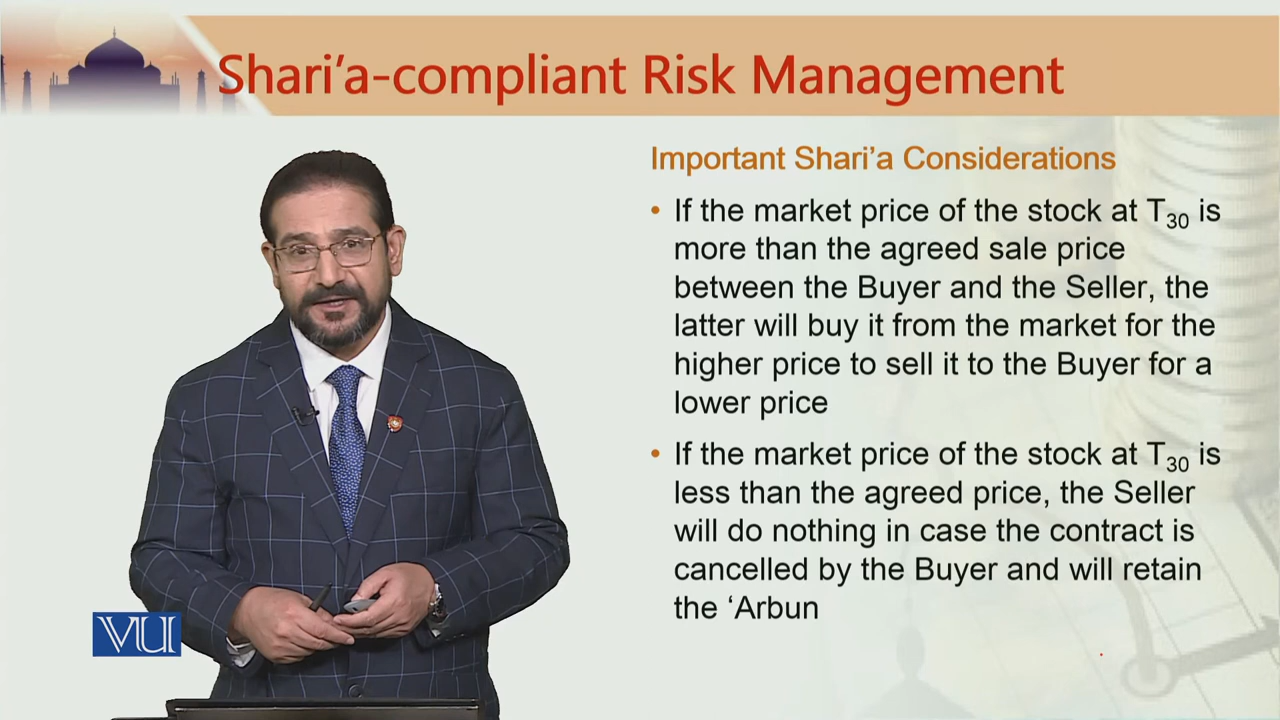 Shari'a-compliant Risk Management
Important Shari'a Considerations
• If the market price of the stock at T30 is
more than the agreed sale price
between the Buyer and the Seller, the
latter will buy it from the market for the
higher price to sell it to the Buyer for a
lower price
• If the market price of the stock at T30 is
less than the agreed price, the Seller
will do nothing in case the contract is
cancelled by the Buyer and will retain
the ‘Arbun
VU